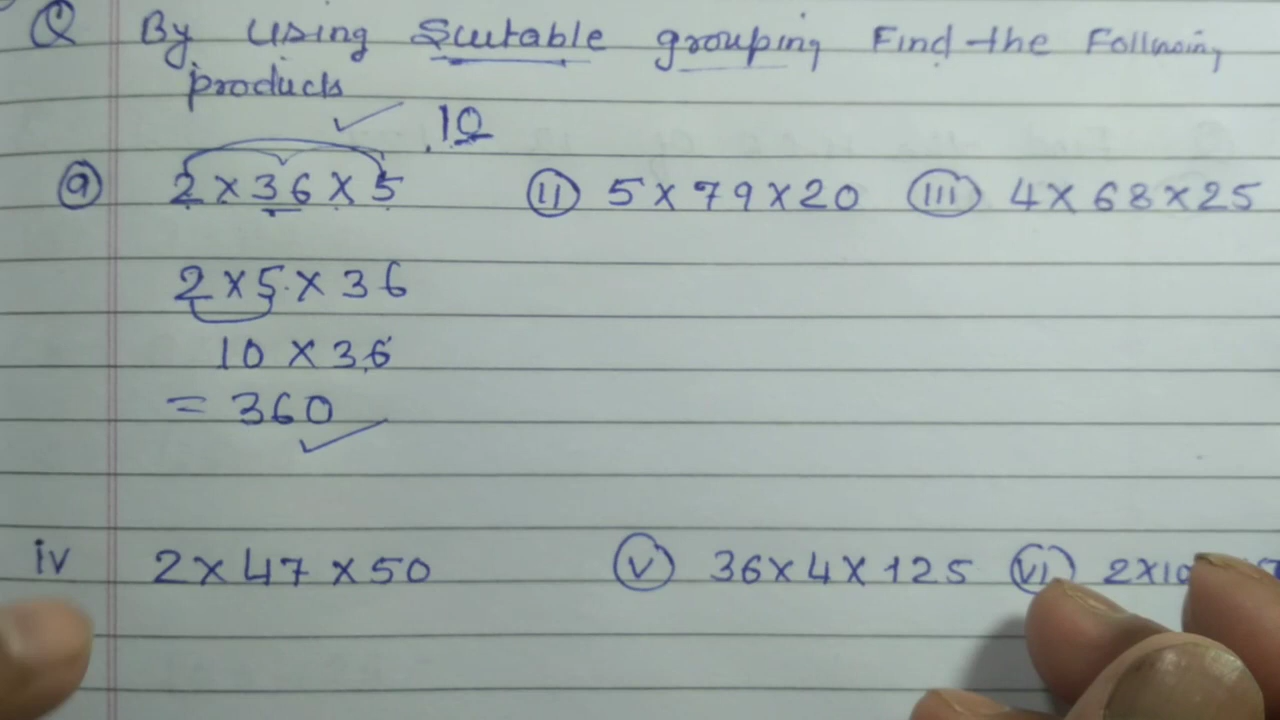 Q By using Suitable grouping Find the Following
products
10
a 2 × 36 × 5 II 5 × 79 × 20 III 4 × 68 × 25
2 × 5 × 36
10 × 36
= 360
iv 2 × 47 × 50 V 36 × 4 × 125 VI 2×10